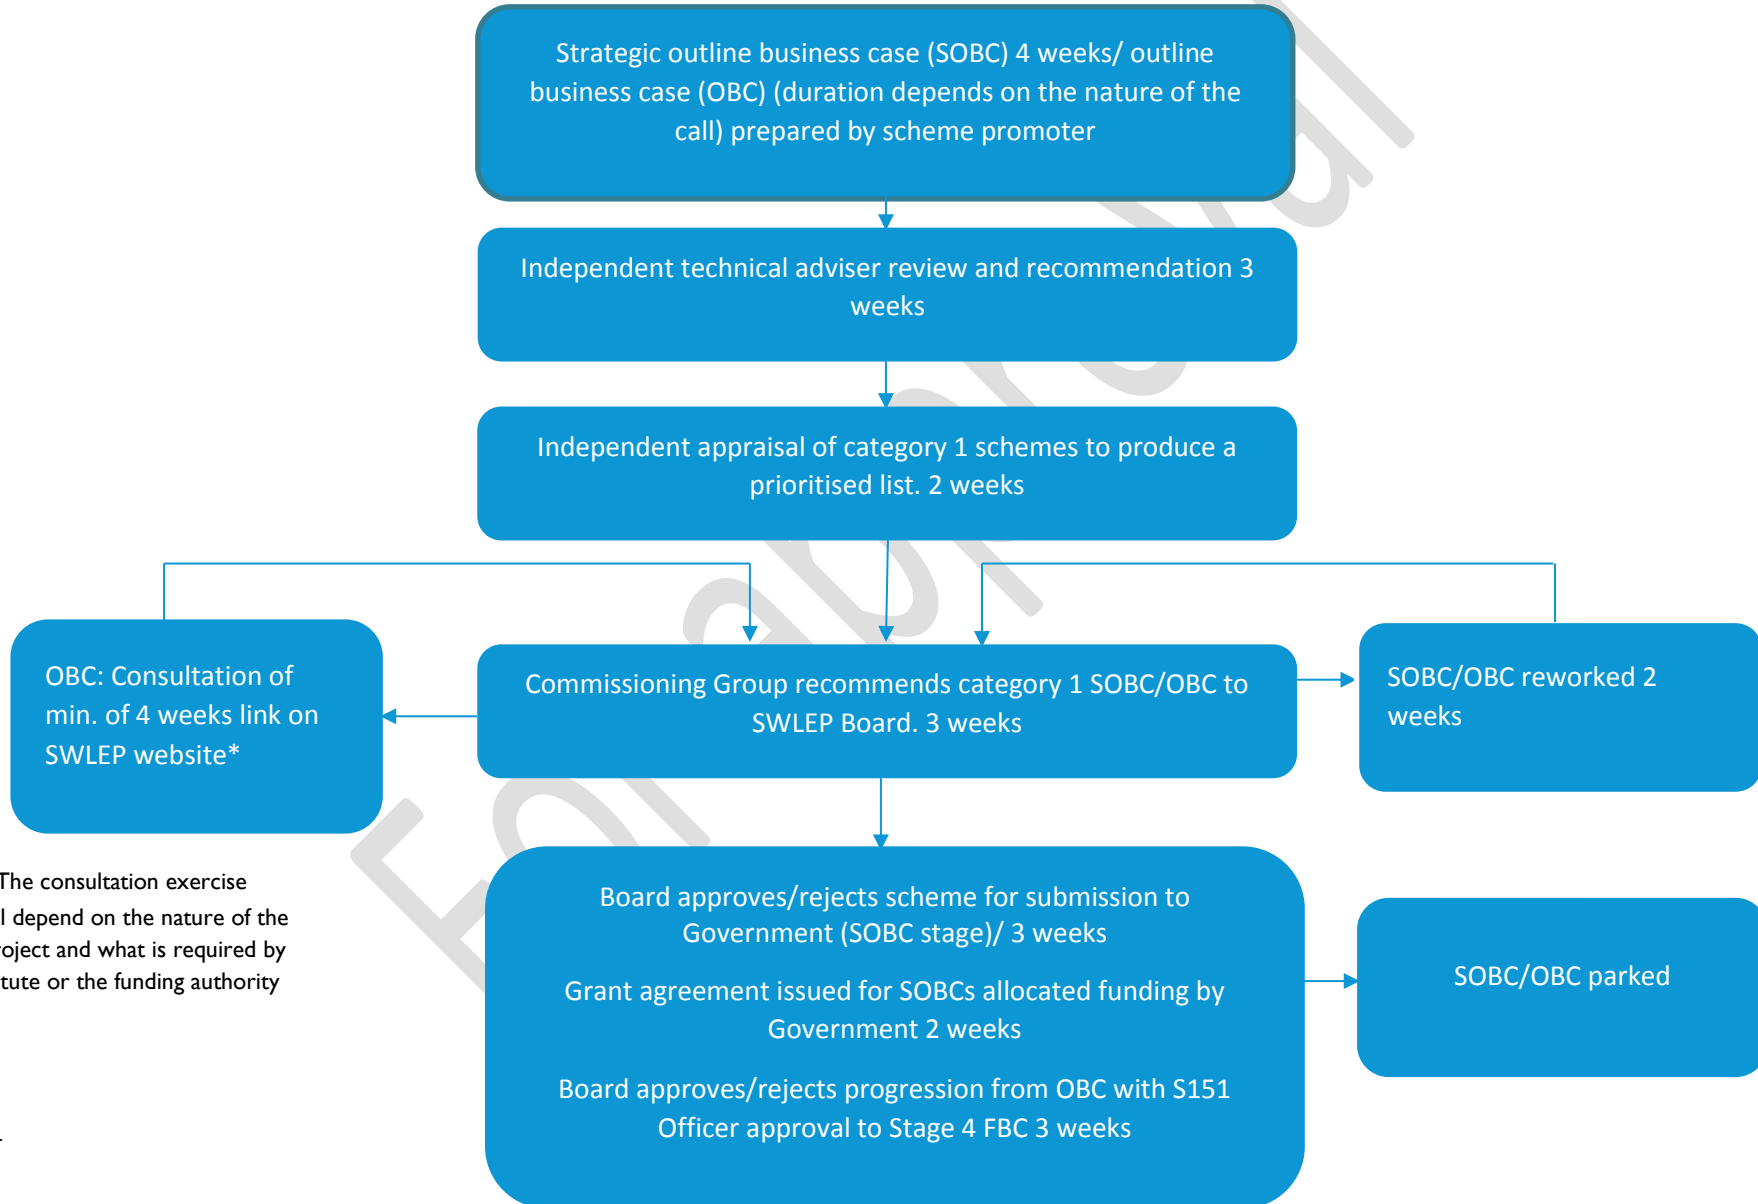 Strategic outline business case (SOBC) 4 weeks/ outline
business case (OBC) (duration depends on the nature of the
call) prepared by scheme promoter
Independent technical adviser review and recommendation 3
weeks
Independent appraisal of category 1 schemes to produce a
prioritised list. 2 weeks
OBC: Consultation of
min. of 4 weeks link on
SWLEP website*
Commissioning Group recommends category 1 SOBC/OBC to
SWLEP Board. 3 weeks
SOBC/OBC reworked 2
weeks
The consultation exercise
depend on the nature of the
and what is required by
or the funding authority
Board approves/rejects scheme for submission to
Government (SOBC stage)/ 3 weeks
Grant agreement issued for SOBCs allocated funding by
Government 2 weeks
Board approves/rejects progression from OBC with S151
Officer approval to Stage 4 FBC 3 weeks
SOBC/OBC parked
For approval